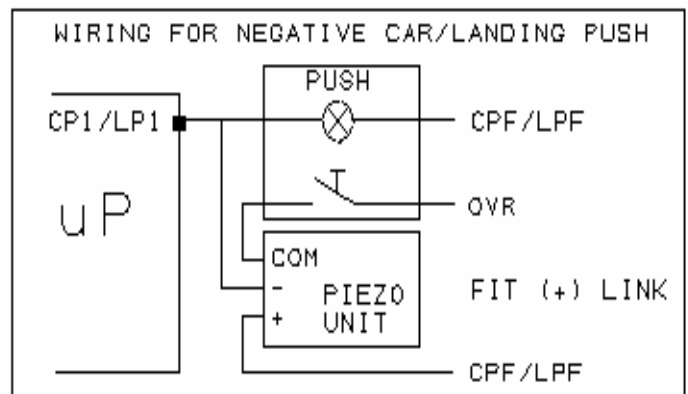 WIRING FOR NEGATIVE CAR/LANDING PUSH
PUSH
CP1/LP1
CPF/LPF
uP
OVR
COM
-
PIEZO
FIT (+) LINK
+
UNIT
CPF/LPF